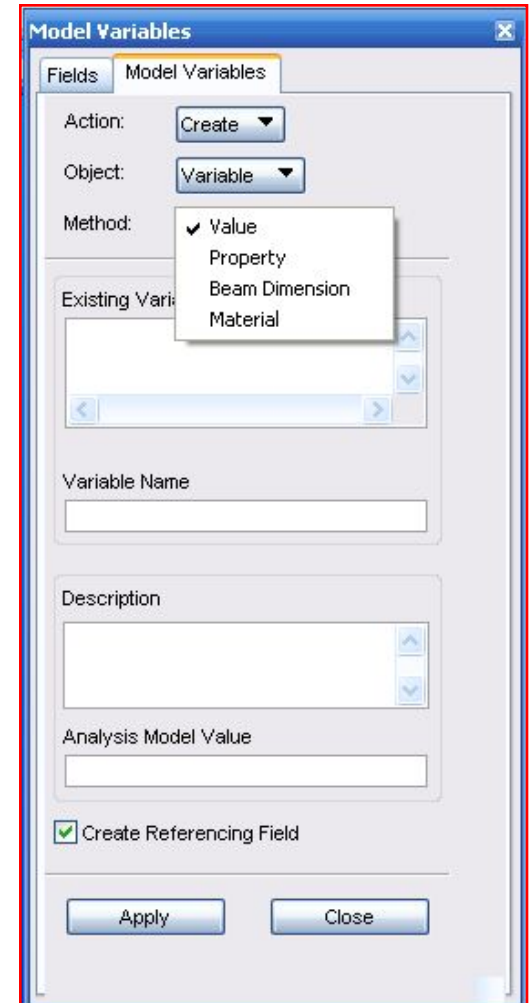 Model Variables
Fields Model Variables
Action: Create
Object: Variable
Method: Value
Property
Beam Dimension
Material
Existing Vari
Variable Name
Description
Analysis Model Value
Create Referencing Field
Apply Close